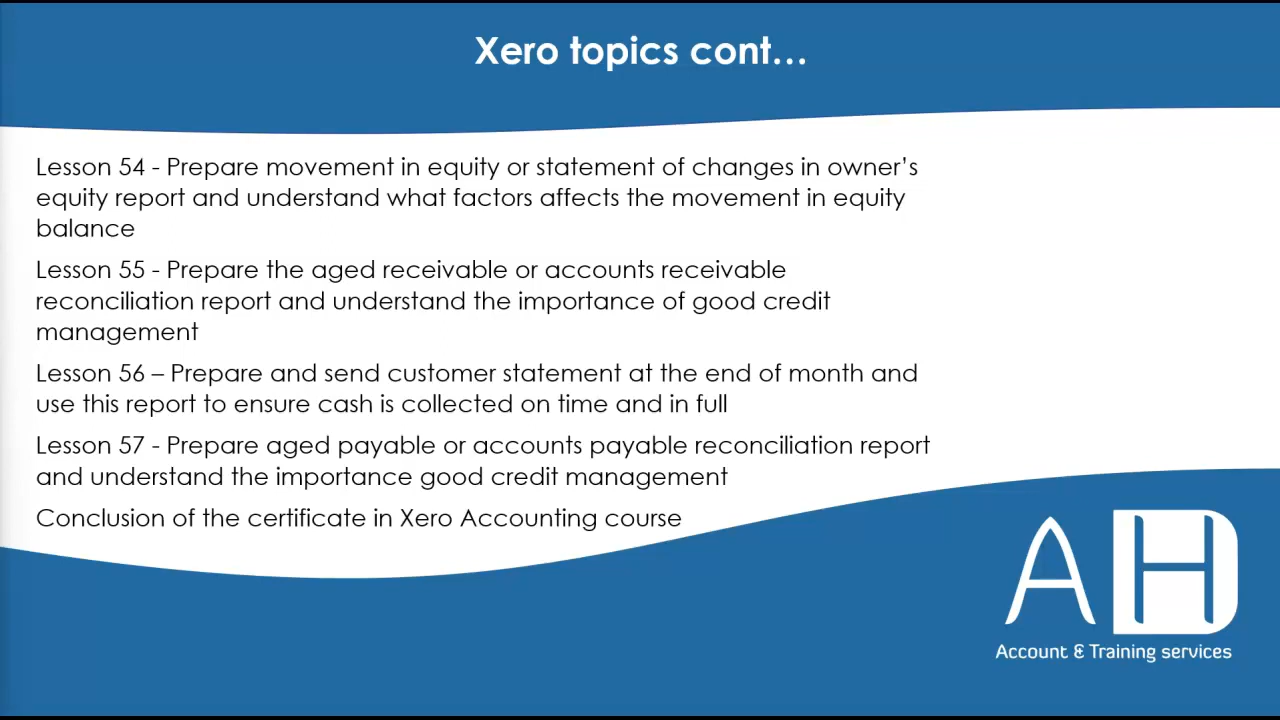 Xero topics cont...
Lesson 54 - Prepare movement in equity or statement of changes in owner’s
equity report and understand what factors affects the movement in equity
balance
Lesson 55 - Prepare the aged receivable or accounts receivable
reconciliation report and understand the importance of good credit
management
Lesson 56 – Prepare and send customer statement at the end of month and
use this report to ensure cash is collected on time and in full
Lesson 57 - Prepare aged payable or accounts payable reconciliation report
and understand the importance good credit management
Conclusion of the certificate in Xero Accounting course
AHD
Account & Training services